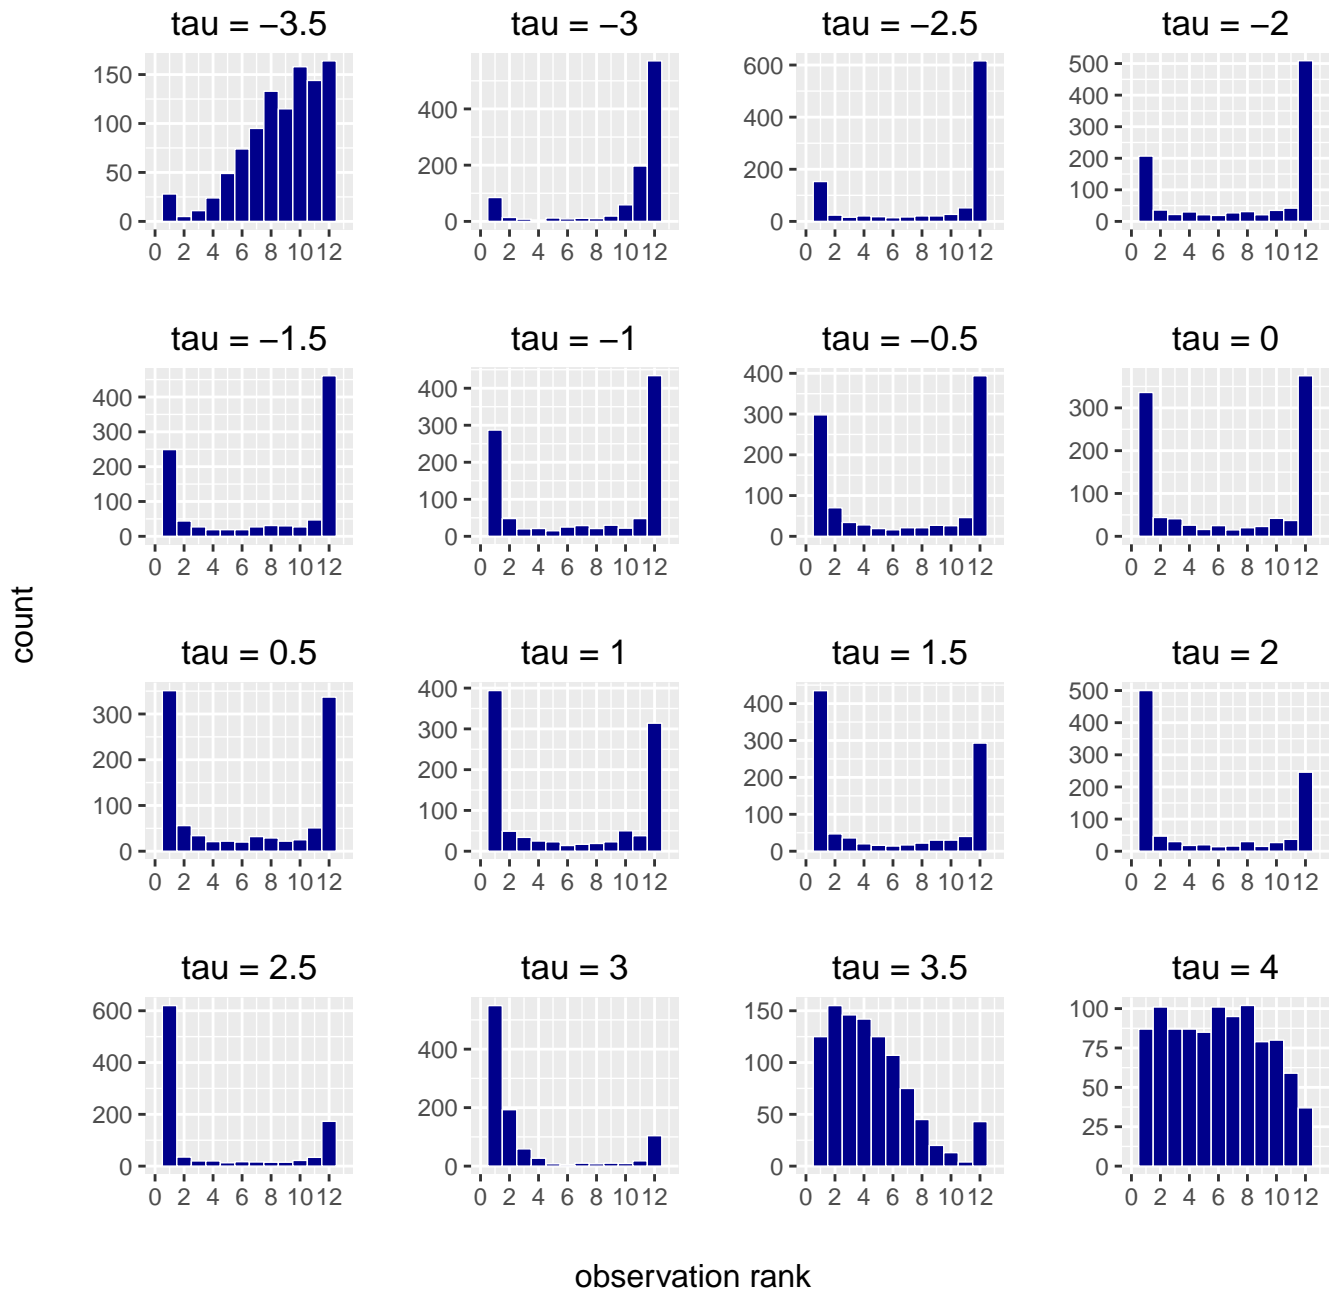 tau = −3.5 tau = −3 tau = −2.5 tau = −2
150 400 600 500
100 200 400 400
50 0 200 300
0 0 200
100
0
0 2 4 6 8 10 12 0 2 4 6 8 10 12 0 2 4 6 8 10 12 0 2 4 6 8 10 12
tau = −1.5 tau = −1 tau = −0.5 tau = 0
400 400 400 300
300 300 300 200
200 200 200 100
100 100 100 0
0 0 0
0 2 4 6 8 10 12 0 2 4 6 8 10 12 0 2 4 6 8 10 12 0 2 4 6 8 10 12
count
tau = 0.5 tau = 1 tau = 1.5 tau = 2
300 400 400 500
200 300 300 400
100 200 200 300
0 100 100 200
0 0 100
0
0 2 4 6 8 10 12 0 2 4 6 8 10 12 0 2 4 6 8 10 12 0 2 4 6 8 10 12
tau = 2.5 tau = 3 tau = 3.5 tau = 4
600 400 150 100
400 200 100 75
200 0 50 50
0 0 25
0
0 2 4 6 8 10 12 0 2 4 6 8 10 12 0 2 4 6 8 10 12 0 2 4 6 8 10 12
observation rank